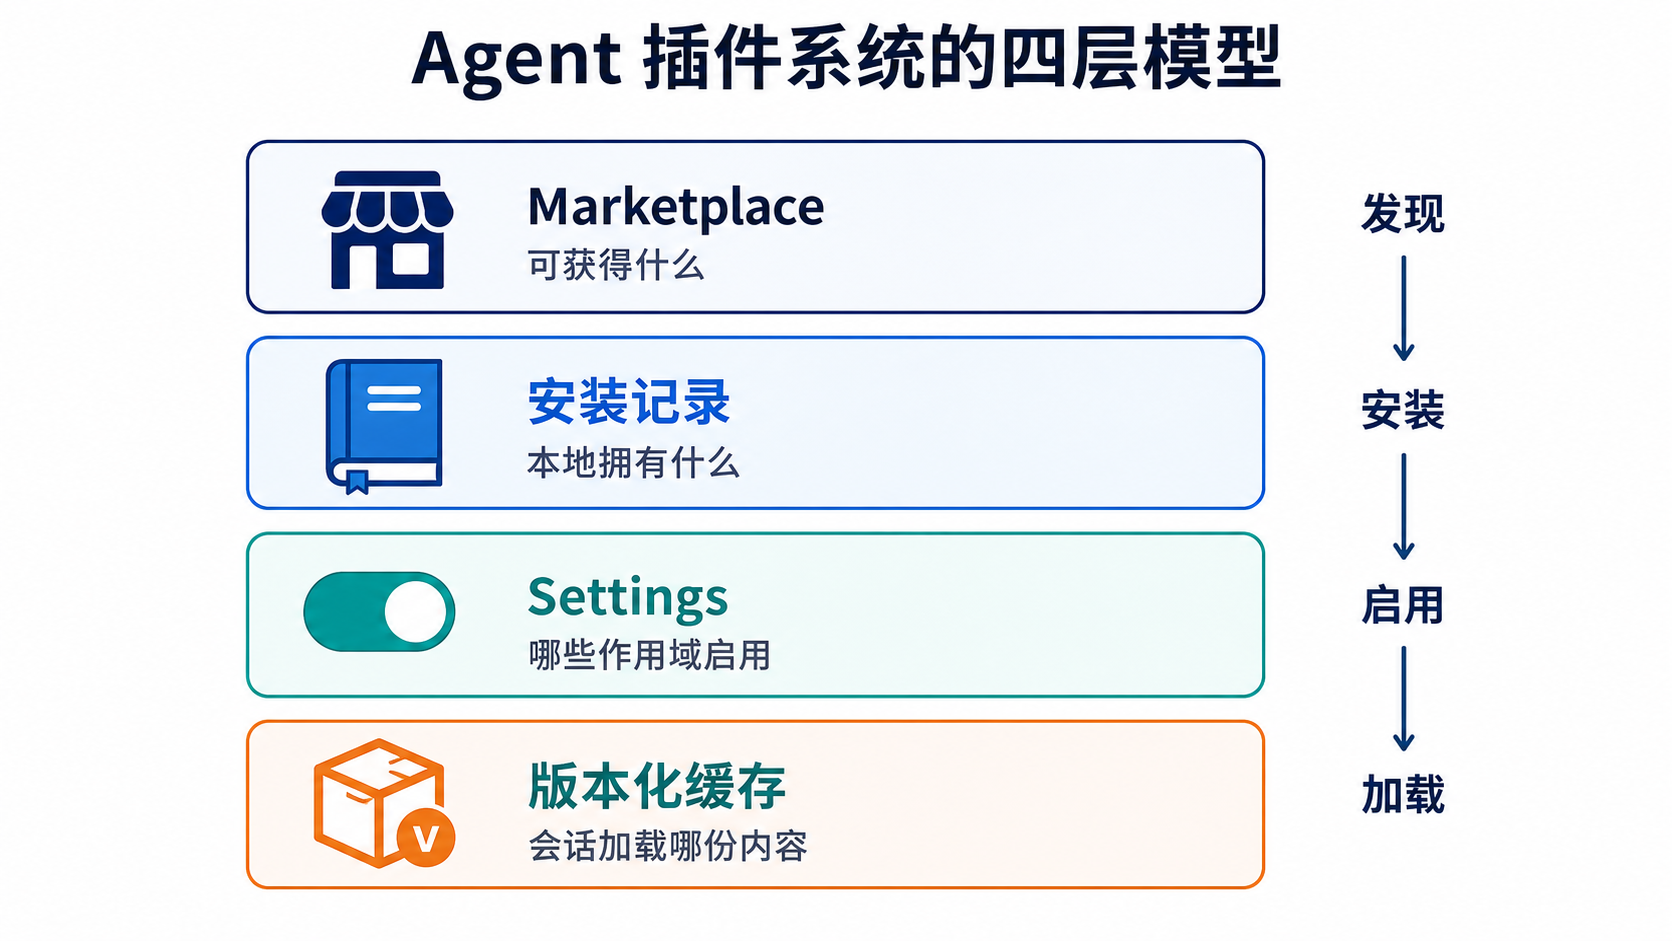 Agent 插件系统的四层模型
Marketplace
可获得什么
发现
安装记录
本地拥有什么
安装
Settings
哪些作用域启用
启用
版本化缓存
会话加载哪份内容
V
加载